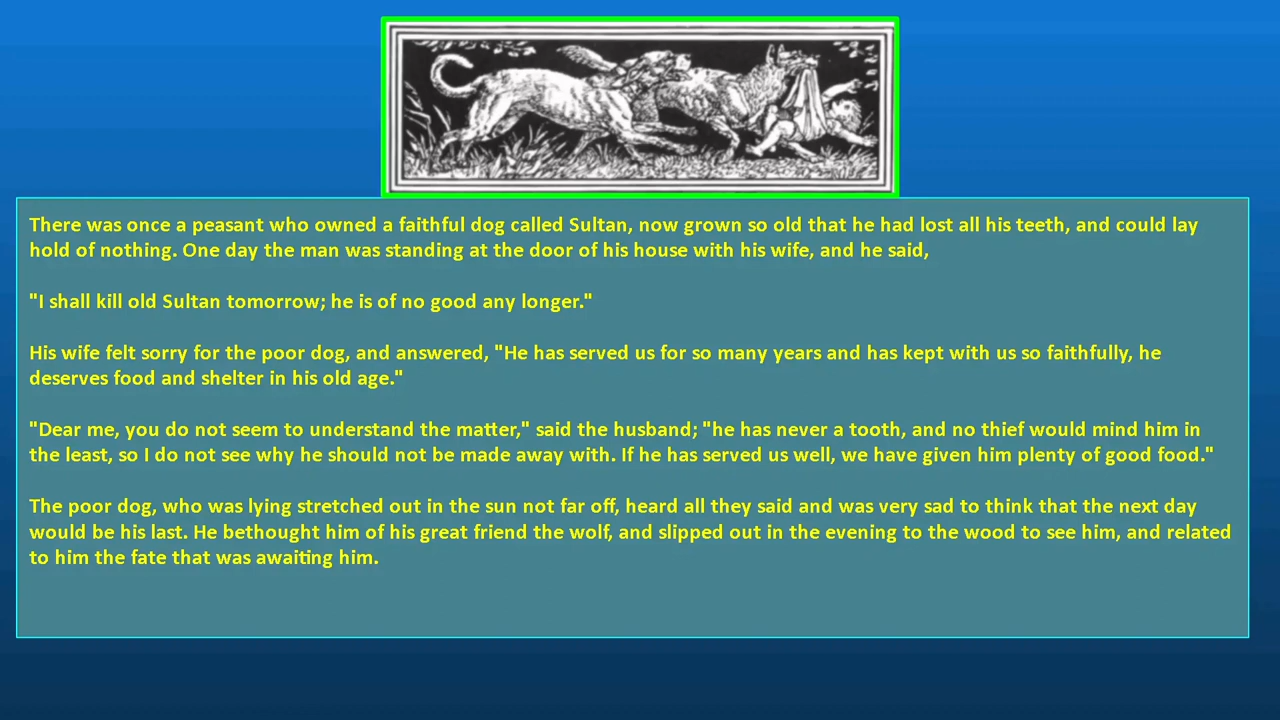 There was once a peasant who owned a faithful dog called Sultan, now grown so old that he had lost all his teeth, and could lay
hold of nothing. One day the man was standing at the door of his house with his wife, and he said,
"I shall kill old Sultan tomorrow; he is of no good any longer."
His wife felt sorry for the poor dog, and answered, "He has served us for so many years and has kept with us so faithfully, he
deserves food and shelter in his old age."
"Dear me, you do not seem to understand the matter," said the husband; "he has never a tooth, and no thief would mind him in
the least, so I do not see why he should not be made away with. If he has served us well, we have given him plenty of good food."
The poor dog, who was lying stretched out in the sun not far off, heard all they said and was very sad to think that the next day
would be his last. He bethought him of his great friend the wolf, and slipped out in the evening to the wood to see him, and related
to him the fate that was awaiting him.